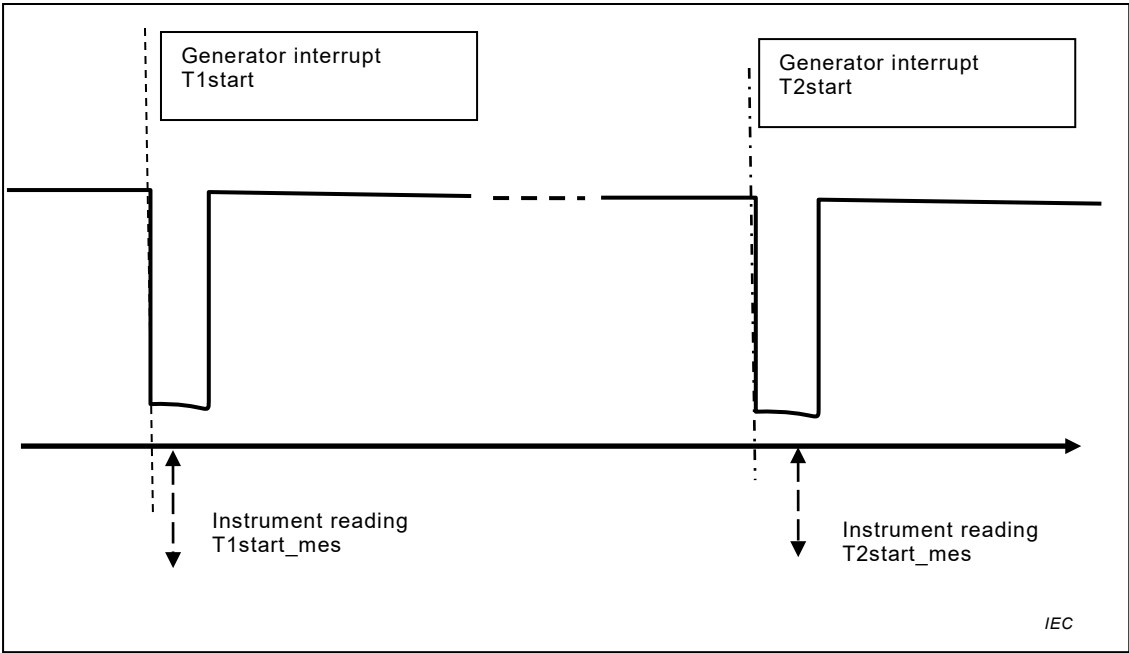 Generator interrupt
T1start
Generator interrupt
T2start
Instrument reading
T1start_mes
Instrument reading
T2start_mes
IEC